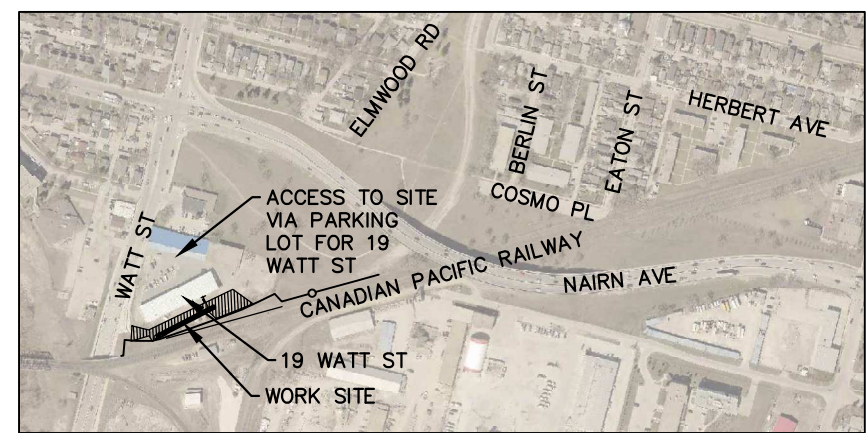 ELMWOOD RD
BERLIN ST
EATON ST
HERBERT AVE
COSMO PL
ACCESS TO SITE
VIA PARKING
LOT FOR 19
WATT ST
WATT ST
CANADIAN PACIFIC RAILWAY
NAIRN AVE
19 WATT ST
WORK SITE